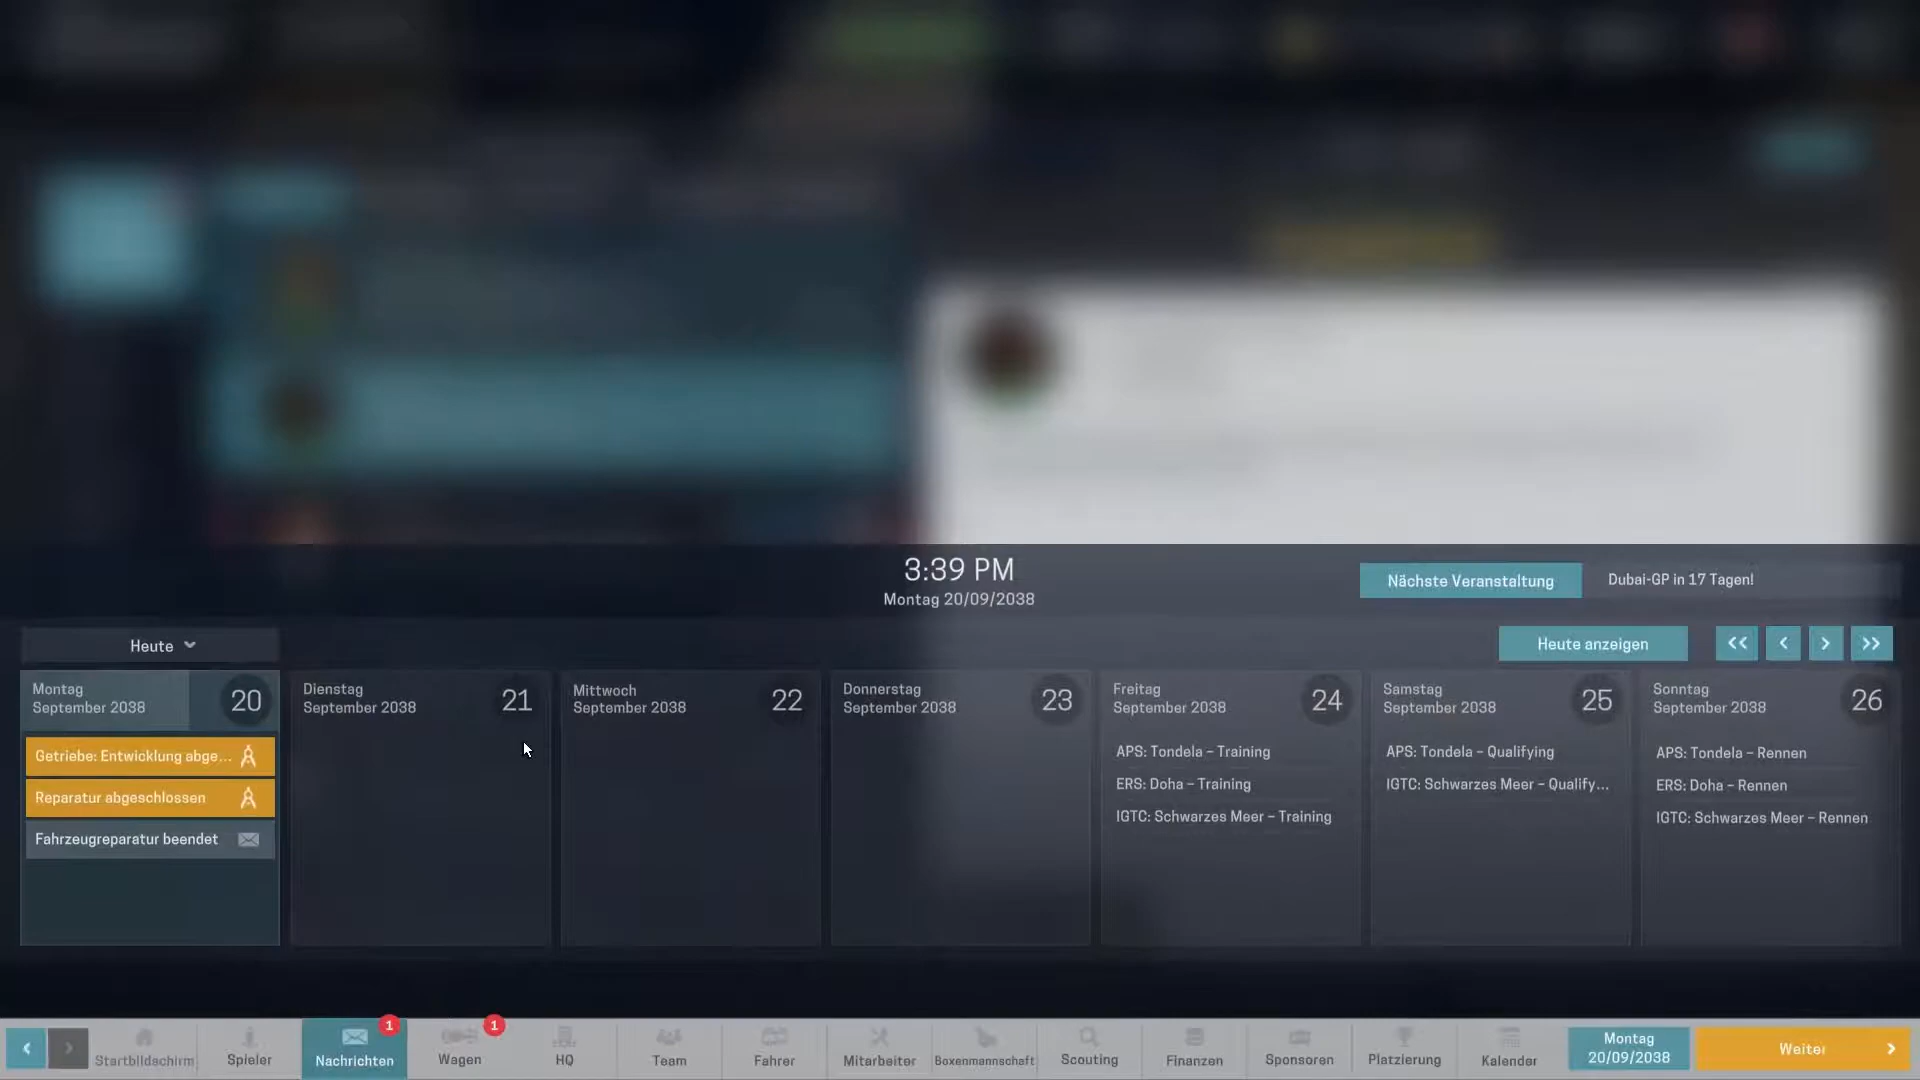 3:39 PM
Montag 20/09/2038
Nächste Veranstaltung
Dubai-GP in 17 Tagen!
Heute
Heute anzeigen
Montag
September 2038
20
Getriebe: Entwicklung abge...
Reparatur abgeschlossen
Fahrzeugreparatur beendet
Dienstag
September 2038
21
Mittwoch
September 2038
22
Donnerstag
September 2038
23
Freitag
September 2038
24
APS: Tondela – Training
ERS: Doha – Training
IGTC: Schwarzes Meer – Training
Samstag
September 2038
25
APS: Tondela – Qualifying
IGTC: Schwarzes Meer – Qualify...
Sonntag
September 2038
26
APS: Tondela – Rennen
ERS: Doha – Rennen
IGTC: Schwarzes Meer – Rennen
Startbildschirm
Spieler
1
Nachrichten
1
Wagen
HQ
Team
Fahrer
Mitarbeiter
Boxenmannschaft
Scouting
Finanzen
Sponsoren
Platzierung
Kalender
Montag
20/09/2038
Weiter